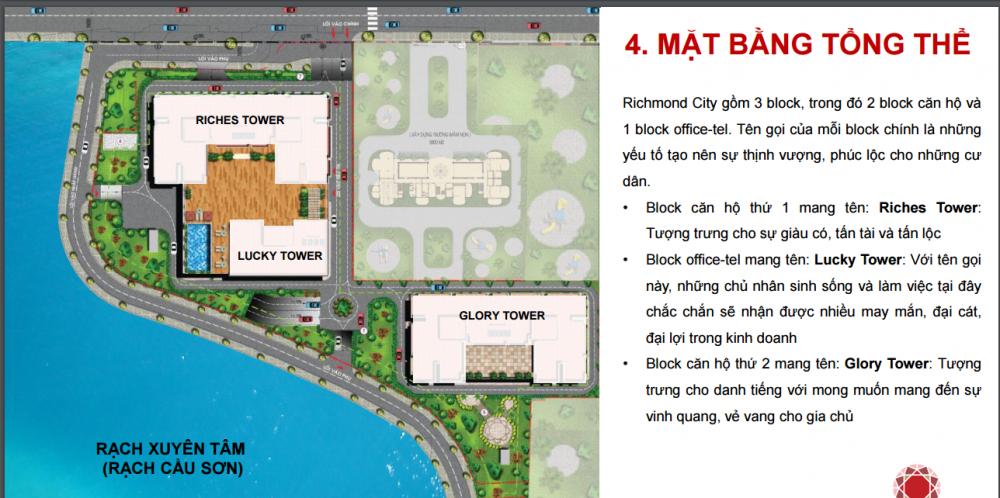 LỐI VÀO CHÍNH
LỐI VÀO PHỤ
RICHES TOWER
LUCKY TOWER
GLORY TOWER
LỐI VÀO PHỤ
RẠCH XUYÊN TÂM
(RẠCH CẦU SƠN)
4. MẶT BẰNG TỔNG THỂ
Richmond City gồm 3 block, trong đó 2 block căn hộ và
1 block office-tel. Tên gọi của mỗi block chính là những
yếu tố tạo nên sự thịnh vượng, phúc lộc cho những cư
dân.
• Block căn hộ thứ 1 mang tên: Riches Tower:
Tượng trưng cho sự giàu có, tấn tài và tấn lộc
• Block office-tel mang tên: Lucky Tower: Với tên gọi
này, những chủ nhân sinh sống và làm việc tại đây
chắc chắn sẽ nhận được nhiều may mắn, đại cát,
đại lợi trong kinh doanh
• Block căn hộ thứ 2 mang tên: Glory Tower: Tượng
trưng cho danh tiếng với mong muốn mang đến sự
vinh quang, vẻ vang cho gia chủ